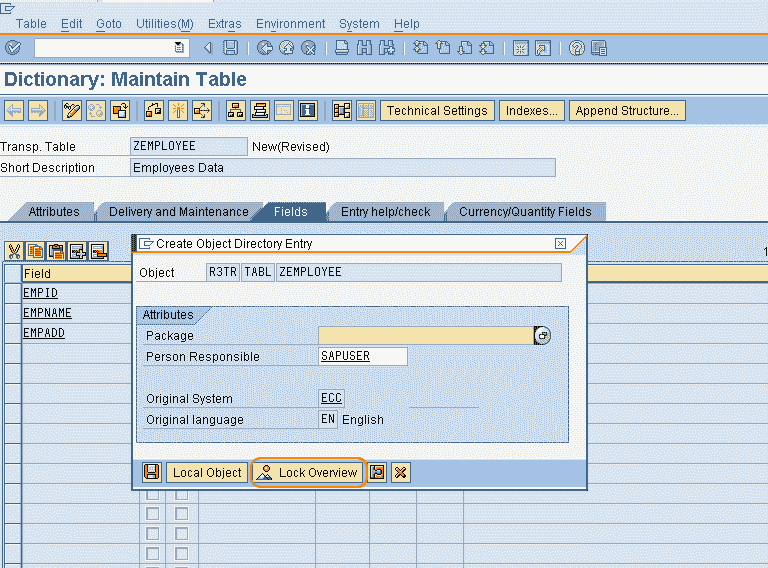 Table Edit Goto Utilities(M) Extras Environment System Help
Dictionary: Maintain Table
Technical Settings Indexes... Append Structure...
Transp. Table ZEMPLOYEE New(Revised)
Short Description Employees Data
Attributes Delivery and Maintenance Fields Entry help/check Currency/Quantity Fields
Create Object Directory Entry
1
Object R3TR TABL ZEMPLOYEE
Field
EMPID
EMPNAME
EMPADD
Attributes
Package
Person Responsible SAPUSER
Original System ECC
Original language EN English
Local Object Lock Overview